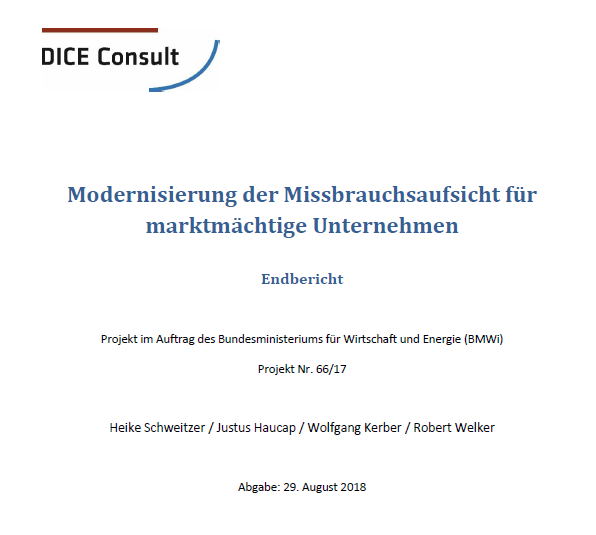 DICE Consult
Modernisierung der Missbrauchsaufsicht für
marktmächtige Unternehmen
Endbericht
Projekt im Auftrag des Bundesministeriums für Wirtschaft und Energie (BMWi)
Projekt Nr. 66/17
Heike Schweitzer / Justus Haucap / Wolfgang Kerber / Robert Welker
Abgabe: 29. August 2018